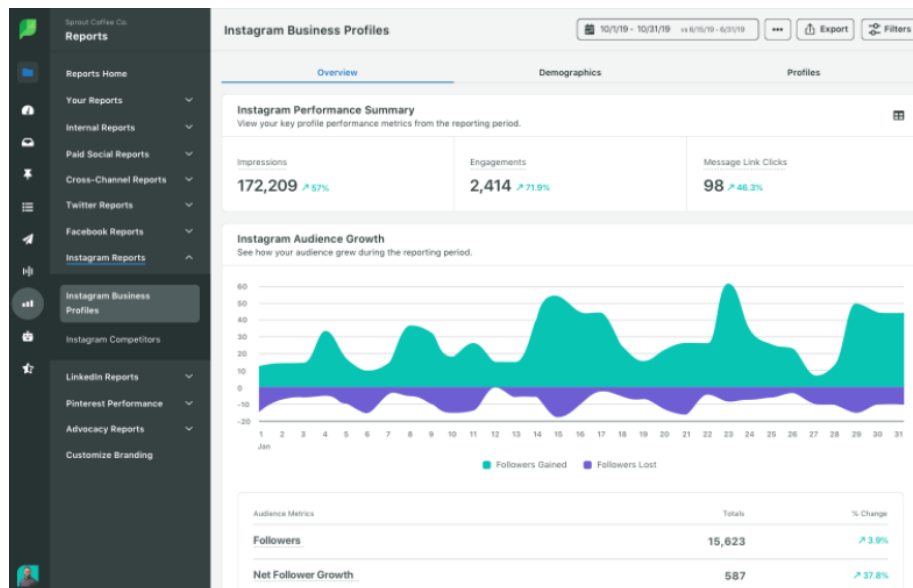 Sprout Coffee Co.
Reports
Reports Home
Your Reports
Internal Reports
Paid Social Reports
Cross-Channel Reports
Twitter Reports
Facebook Reports
Instagram Reports
Instagram Business
Profiles
Instagram Competitors
LinkedIn Reports
Pinterest Performance
Advocacy Reports
Customize Branding
Instagram Business Profiles
10/1/19 - 10/31/19 vs 6/15/19 - 6/31/19
Export
Filters
Overview Demographics Profiles
Instagram Performance Summary
View your key profile performance metrics from the reporting period.
Impressions Engagements Message Link Clicks
172,209 ↗ 57% 2,414 ↗ 71.9% 98 ↗ 46.3%
Instagram Audience Growth
See how your audience grew during the reporting period.
60
50
40
30
20
10
0
-10
-20
1 2 3 4 5 6 7 8 9 10 11 12 13 14 15 16 17 18 19 20 21 22 23 24 25 26 27 28 29 30 31
Jan
Followers Gained Followers Lost
Audience Metrics Totals % Change
Followers 15,623 ↗ 3.9%
Net Follower Growth 587 ↗ 37.8%